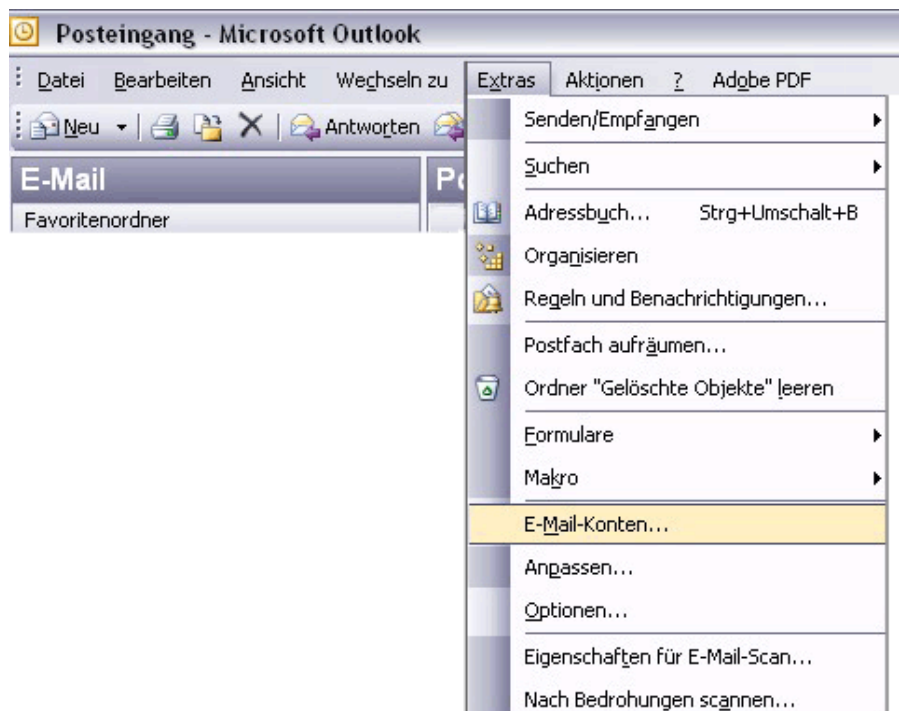 Posteingang - Microsoft Outlook
Datei Bearbeiten Ansicht Wechseln zu Extras Aktionen ? Adobe PDF
Neu Antworten
E-Mail
Favoritenordner
Senden/Empfangen
Suchen
Adressbuch... Strg+Umschalt+B
Organisieren
Regeln und Benachrichtigungen...
Postfach aufräumen...
Ordner "Gelöschte Objekte" leeren
Formulare
Makro
E-Mail-Konten...
Anpassen...
Optionen...
Eigenschaften für E-Mail-Scan...
Nach Bedrohungen scannen...